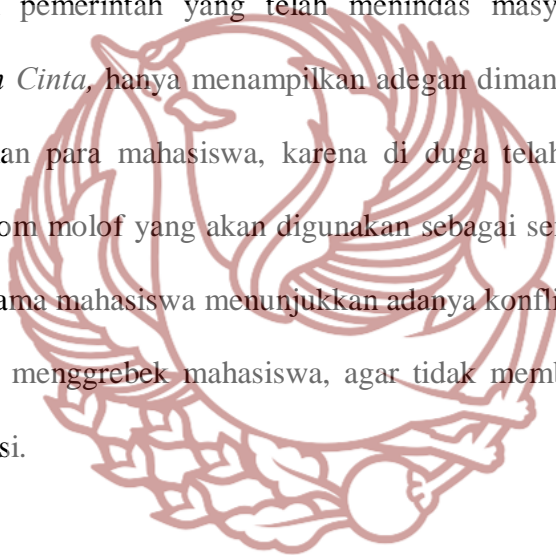 pemerintah yang telah menindas masy
Cinta, hanya menampilkan adegan diman
an para mahasiswa, karena di duga telah
om molof yang akan digunakan sebagai se
ama mahasiswa menunjukkan adanya konfli
menggrebek mahasiswa, agar tidak memb
si.